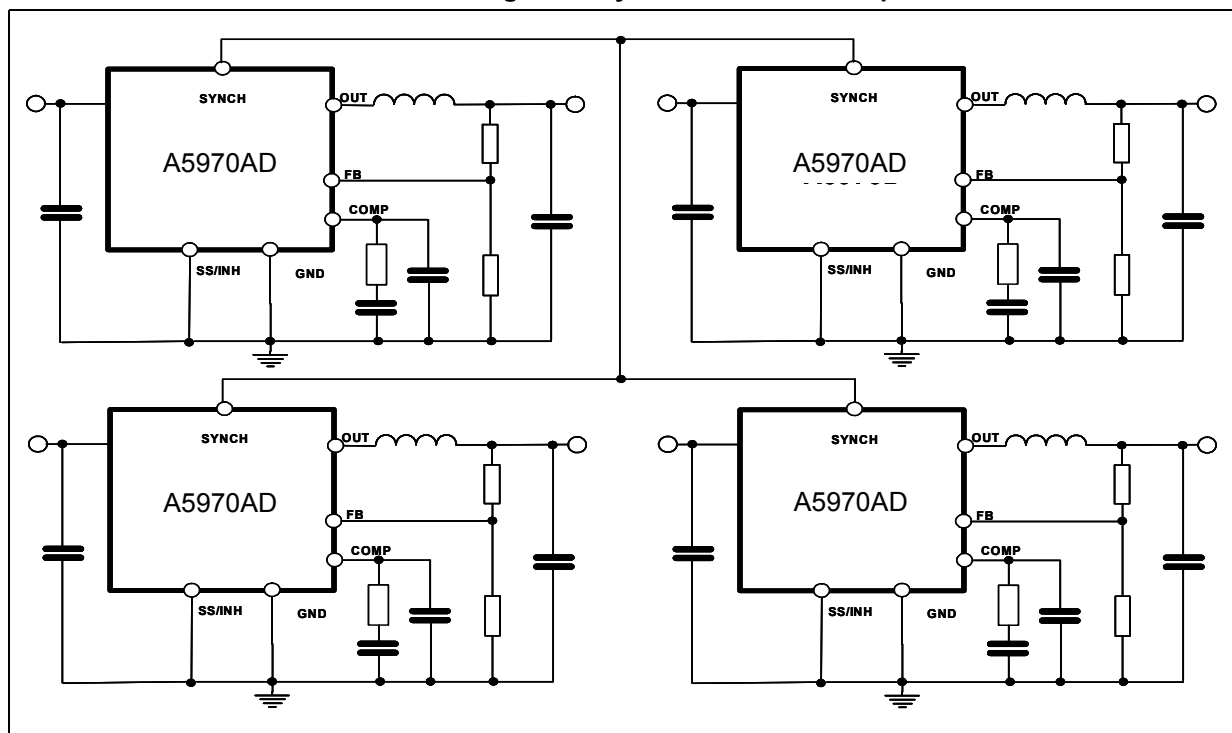 SYNCH
OUT
A5970AD
FB
COMP
SS/INH
GND
SYNCH
OUT
A5970AD
FB
COMP
SS/INH
GND
SYNCH
OUT
A5970AD
FB
COMP
SS/INH
GND
SYNCH
OUT
A5970AD
FB
COMP
SS/INH
GND